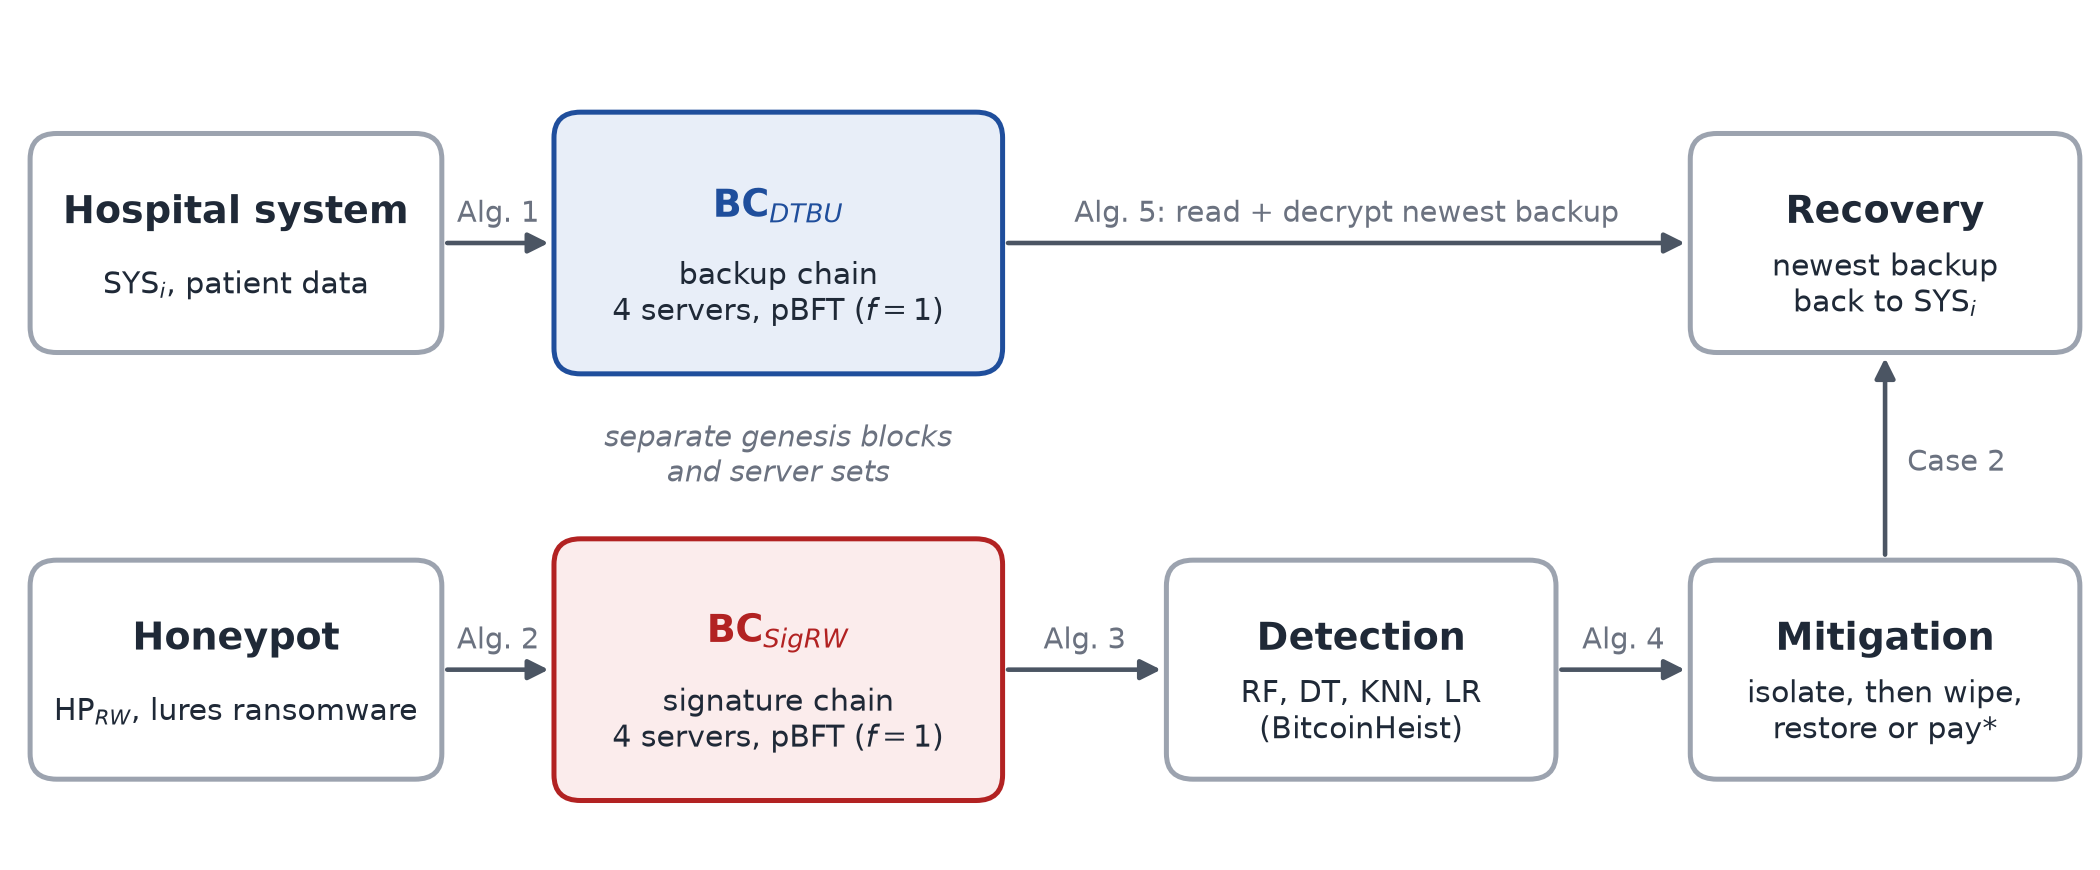 Hospital system
SYSi, patient data
Alg. 1
BCDTBU
backup chain
4 servers, pBFT (f = 1)
Alg. 5: read + decrypt newest backup
Recovery
newest backup
back to SYSi
separate genesis blocks
and server sets
Case 2
Honeypot
HPRW, lures ransomware
Alg. 2
BCSigRW
signature chain
4 servers, pBFT (f = 1)
Alg. 3
Detection
RF, DT, KNN, LR
(BitcoinHeist)
Alg. 4
Mitigation
isolate, then wipe,
restore or pay*